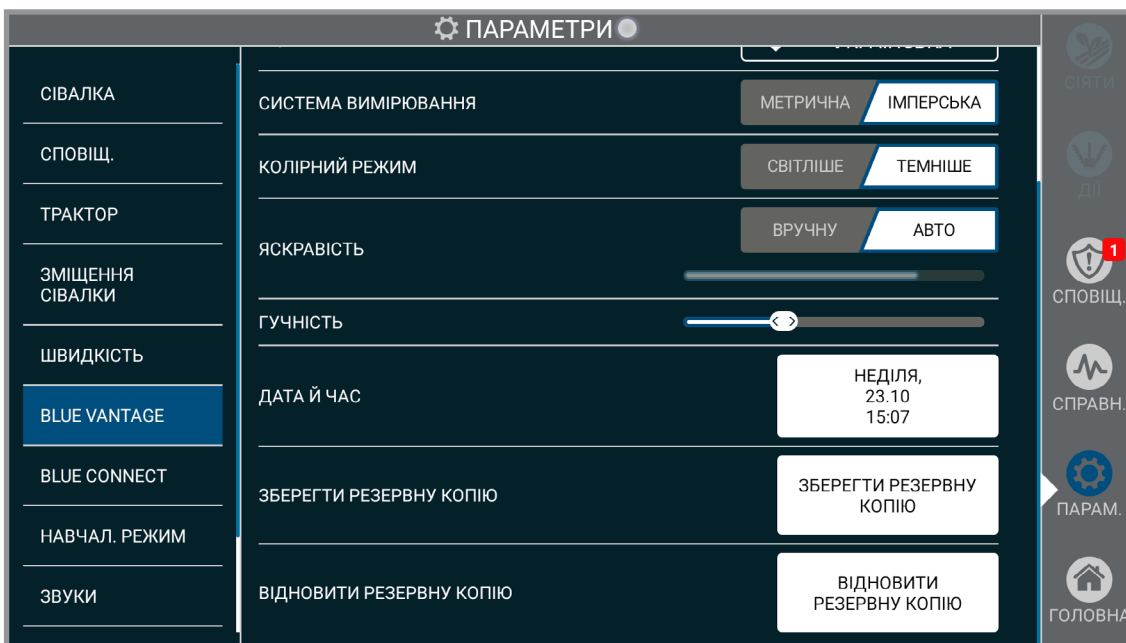 ПАРАМЕТРИ
СІВАЛКА
СПОВІЩ.
ТРАКТОР
ЗМІЩЕННЯ
СІВАЛКИ
ШВИДКІСТЬ
BLUE VANTAGE
BLUE CONNECT
НАВЧАЛ. РЕЖИМ
ЗВУКИ
СИСТЕМА ВИМІРЮВАННЯ
МЕТРИЧНА
ІМПЕРСЬКА
КОЛІРНИЙ РЕЖИМ
СВІТЛІШЕ
ТЕМНІШЕ
ЯСКРАВІСТЬ
ВРУЧНУ
АВТО
ГУЧНІСТЬ
ДАТА Й ЧАС
НЕДІЛЯ,
23.10
15:07
ЗБЕРЕГТИ РЕЗЕРВНУ КОПІЮ
ЗБЕРЕГТИ РЕЗЕРВНУ
КОПІЮ
ВІДНОВИТИ РЕЗЕРВНУ КОПІЮ
ВІДНОВИТИ
РЕЗЕРВНУ КОПІЮ
СІЯТИ
ДІЇ
1
СПОВІЩ.
СПРАВН.
ПАРАМ.
ГОЛОВНА